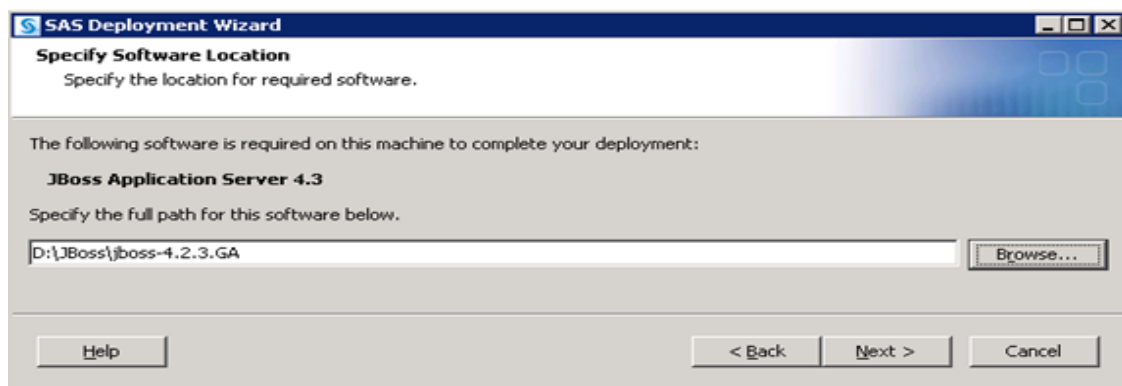 SAS Deployment Wizard
Specify Software Location
Specify the location for required software.
The following software is required on this machine to complete your deployment:
JBoss Application Server 4.3
Specify the full path for this software below.
D:\JBoss\jboss-4.2.3.GA
Browse...
Help
< Back
Next >
Cancel